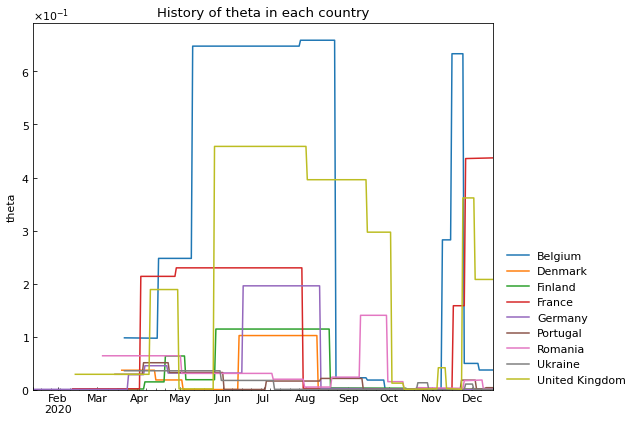 History of theta in each country
×10⁻¹
6
5
4
3
2
1
0
theta
Feb Mar Apr May Jun Jul Aug Sep Oct Nov Dec
2020
Belgium
Denmark
Finland
France
Germany
Portugal
Romania
Ukraine
United Kingdom